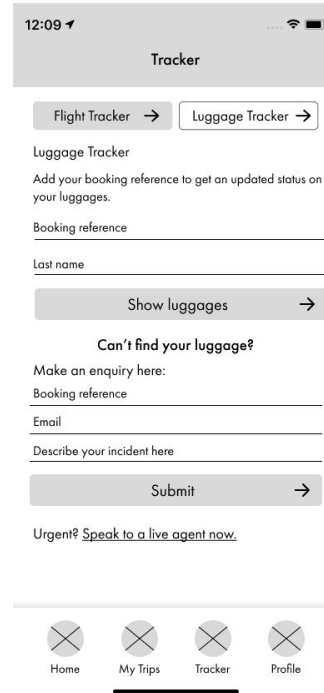 12:09
Tracker
Flight Tracker → Luggage Tracker →
Luggage Tracker
Add your booking reference to get an updated status on
your luggages.
Booking reference
Last name
Show luggages →
Can't find your luggage?
Make an enquiry here:
Booking reference
Email
Describe your incident here
Submit →
Urgent? Speak to a live agent now.
Home My Trips Tracker Profile